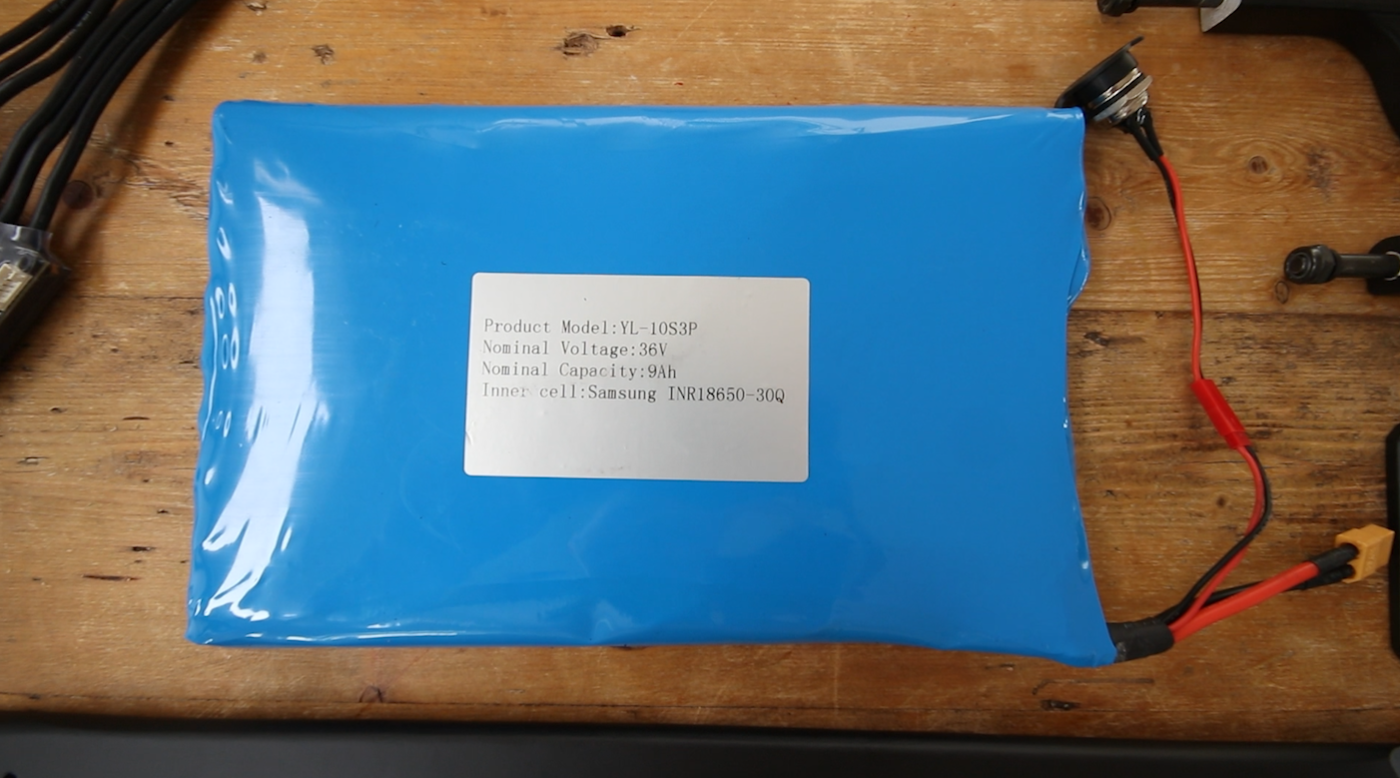 Product Model:YL-10S3P
Nominal Voltage:36V
Nominal Capacity:9Ah
Inner cell:Samsung INR18650-30Q